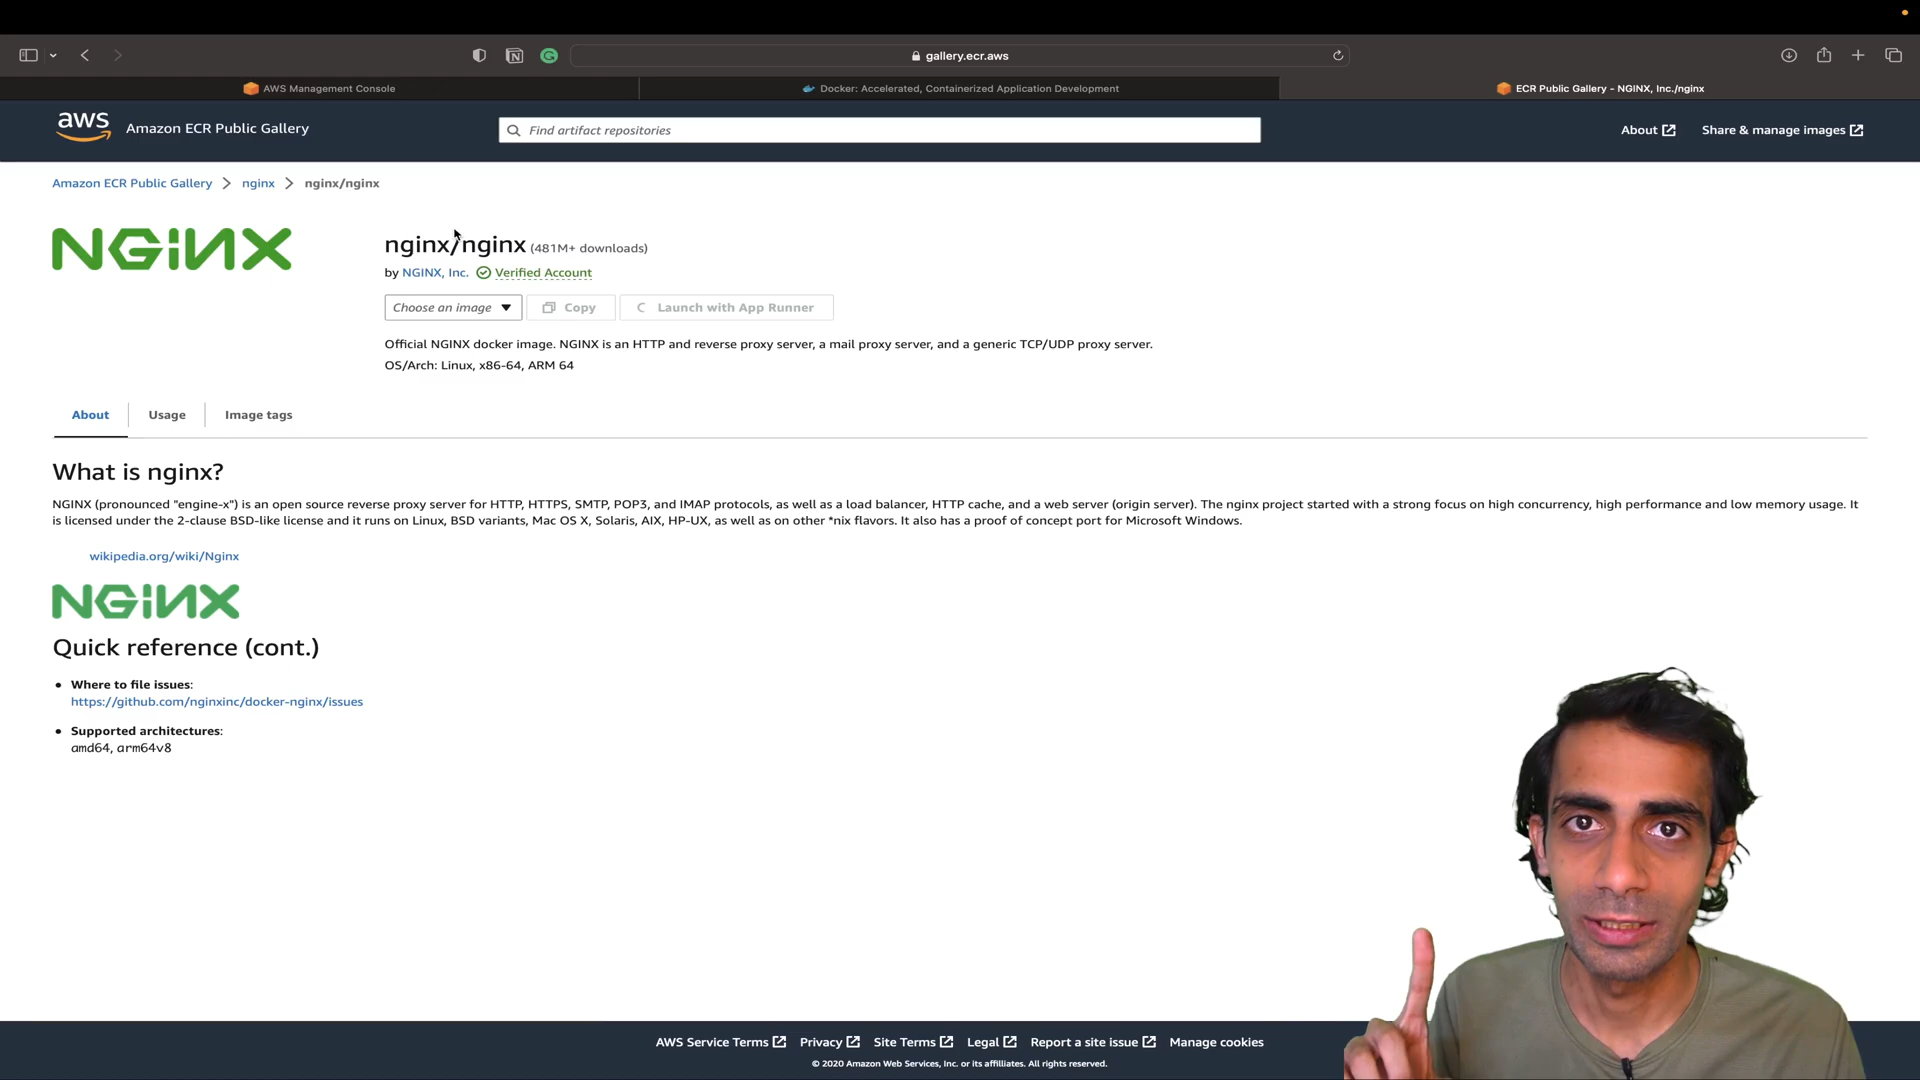 gallery.ecr.aws
AWS Management Console
Docker: Accelerated, Containerized Application Development
ECR Public Gallery - NGINX, Inc./nginx
aws
Amazon ECR Public Gallery
Find artifact repositories
About
Share & manage images
Amazon ECR Public Gallery
nginx
nginx/nginx
NGINX
nginx/nginx (481M+ downloads)
by NGINX, Inc. Verified Account
Choose an image
Copy
Launch with App Runner
Official NGINX docker image. NGINX is an HTTP and reverse proxy server, a mail proxy server, and a generic TCP/UDP proxy server.
OS/Arch: Linux, x86-64, ARM 64
About
Usage
Image tags
What is nginx?
NGINX (pronounced "engine-x") is an open source reverse proxy server for HTTP, HTTPS, SMTP, POP3, and IMAP protocols, as well as a load balancer, HTTP cache, and a web server (origin server). The nginx project started with a strong focus on high concurrency, high performance and low memory usage. It
is licensed under the 2-clause BSD-like license and it runs on Linux, BSD variants, Mac OS X, Solaris, AIX, HP-UX, as well as on other *nix flavors. It also has a proof of concept port for Microsoft Windows.
wikipedia.org/wiki/Nginx
NGINX
Quick reference (cont.)
• Where to file issues:
https://github.com/nginxinc/docker-nginx/issues
• Supported architectures:
amd64, arm64v8
AWS Service Terms
Privacy
Site Terms
Legal
Report a site issue
Manage cookies
© 2020 Amazon Web Services, Inc. or its affiliates. All rights reserved.